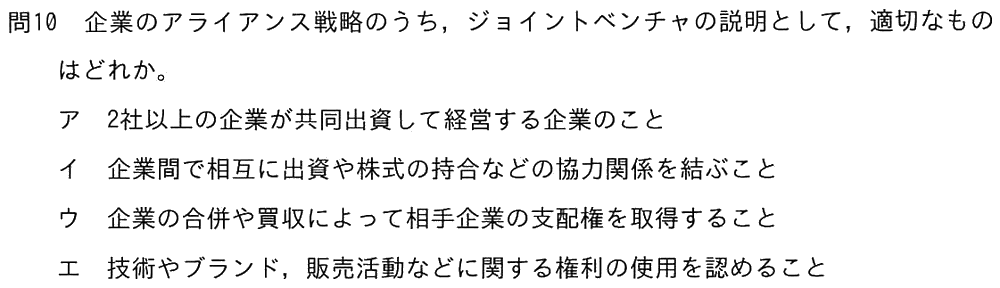 問10　企業のアライアンス戦略のうち，ジョイントベンチャの説明として，適切なもの
はどれか。
ア　2社以上の企業が共同出資して経営する企業のこと
イ　企業間で相互に出資や株式の持合などの協力関係を結ぶこと
ウ　企業の合併や買収によって相手企業の支配権を取得すること
エ　技術やブランド，販売活動などに関する権利の使用を認めること